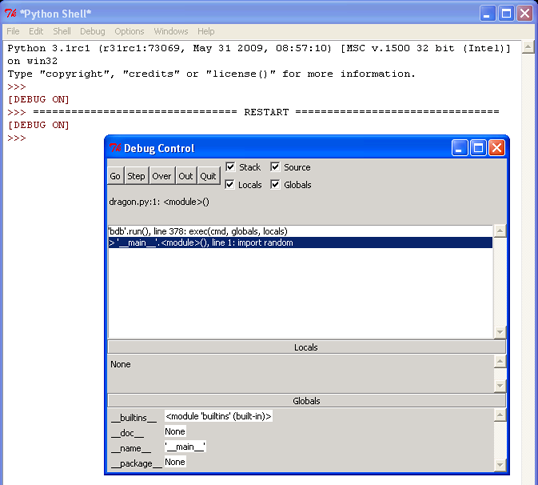 *Python Shell*
File Edit Shell Debug Options Windows Help
Python 3.1rc1 (r31rc1:73069, May 31 2009, 08:57:10) [MSC v.1500 32 bit (Intel)]
on win32
Type "copyright", "credits" or "license()" for more information.
>>>
[DEBUG ON]
>>> ================================ RESTART ================================
[DEBUG ON]
>>>
Debug Control
Go Step Over Out Quit Stack Source
Locals Globals
dragon.py:1: <module>()
'bdb'.run(), line 378: exec(cmd, globals, locals)
> '__main__'.<module>(), line 1: import random
Locals
None
Globals
__builtins__ <module 'builtins' (built-in)>
__doc__ None
__name__ '__main__'
__package__ None